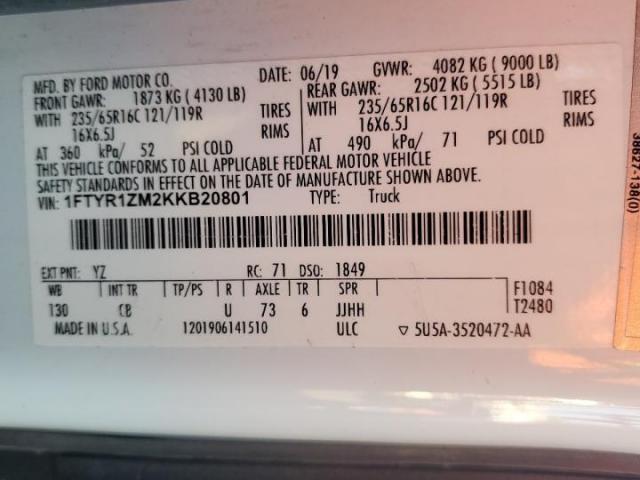 MFD. BY FORD MOTOR CO. DATE: 06/19 GVWR: 4082 KG ( 9000 LB)
FRONT GAWR: 1873 KG ( 4130 LB) REAR GAWR: 2502 KG ( 5515 LB)
WITH 235/65R16C 121/119R TIRES WITH 235/65R16C 121/119R TIRES
16X6.5J RIMS 16X6.5J RIMS
AT 360 kPa/ 52 PSI COLD AT 490 kPa/ 71 PSI COLD
THIS VEHICLE CONFORMS TO ALL APPLICABLE FEDERAL MOTOR VEHICLE
SAFETY STANDARDS IN EFFECT ON THE DATE OF MANUFACTURE SHOWN ABOVE.
VIN: 1FTYR1ZM2KKB20801 TYPE: Truck
EXT PNT: YZ RC: 71 DSO: 1849
WB INT TR TP/PS R AXLE TR SPR F1084
130 CB U 73 6 JJHH T2480
MADE IN U.S.A. 1201906141510 ULC ▽ 5U5A-3520472-AA
38627-138(0)